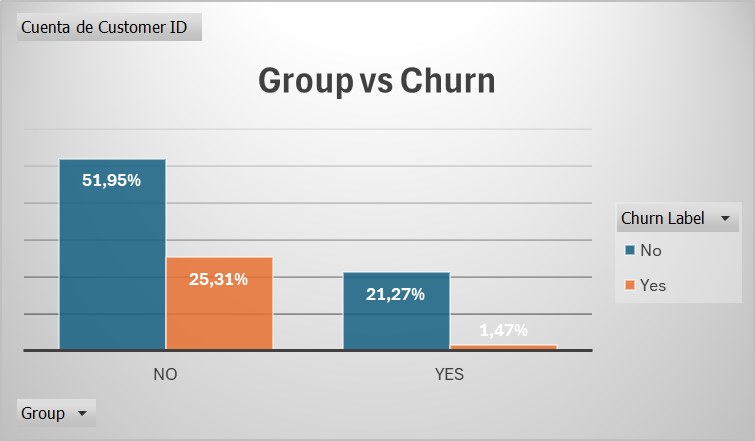 Cuenta de Customer ID
Group vs Churn
51,95%
25,31%
21,27%
1,47%
NO
YES
Churn Label
No
Yes
Group